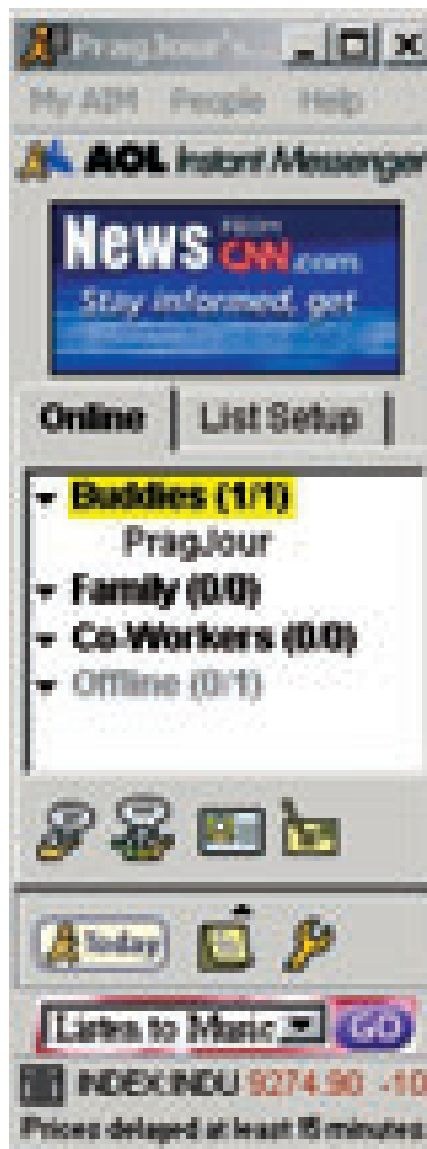 PragJour's...
My AIM People Help
AOL Instant Messenger
News FROM CNN.com
Stay informed, get
Online List Setup
Buddies (1/1)
PragJour
Family (0/0)
Co-Workers (0/0)
Offline (0/1)
Today
Listen to Music GO
INDEX:INDU 9274.90 -10
Prices delayed at least 15 minutes